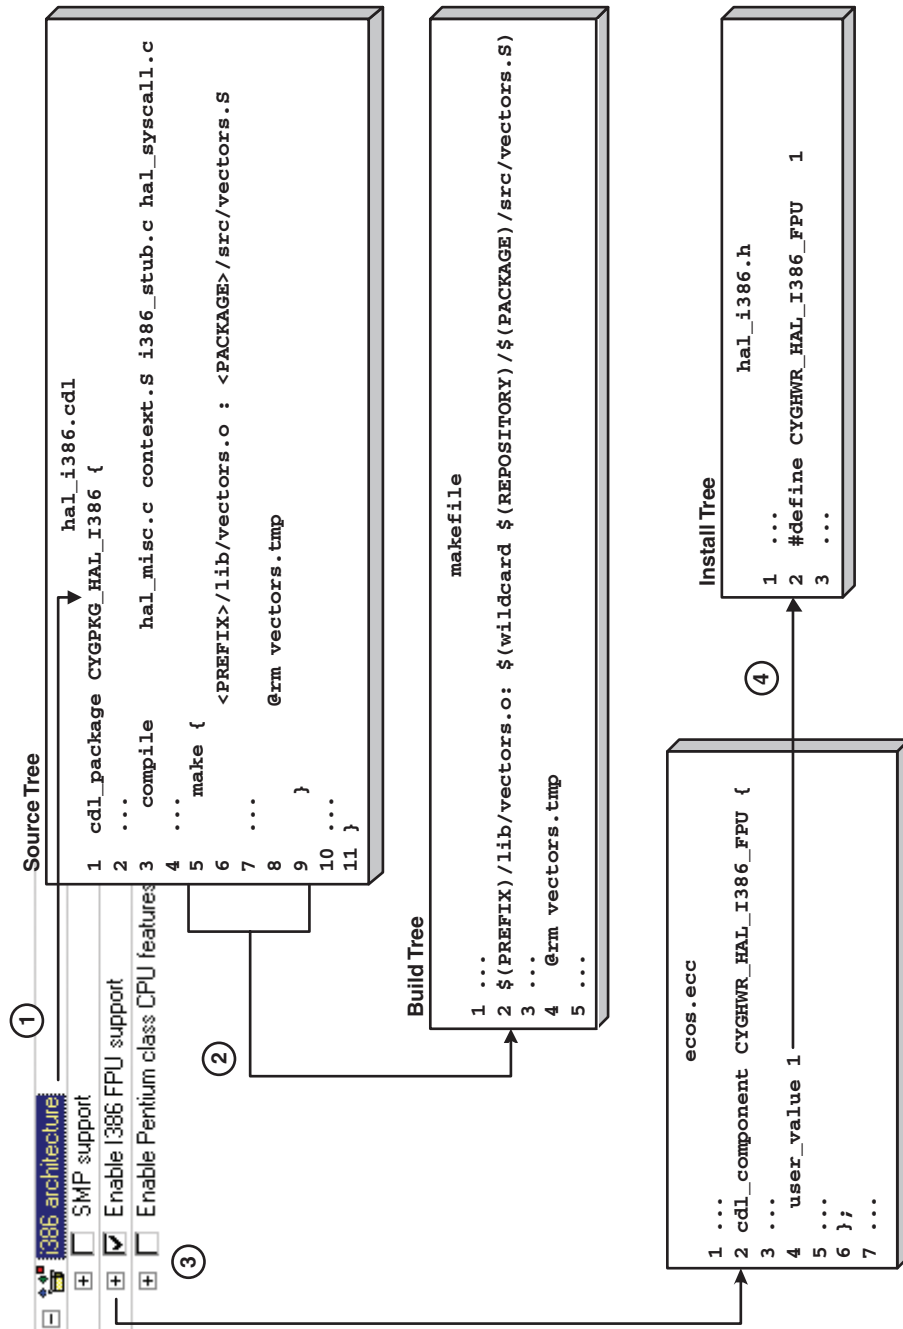 1
i386 architecture
SMP support
Enable I386 FPU support
Enable Pentium class CPU features
3
Source Tree
hal_i386.cdl
1 cdl_package CYGPKG_HAL_I386 {
2 ...
3 compile hal_misc.c context.S i386_stub.c hal_syscall.c
4 ...
5 make {
6 <PREFIX>/lib/vectors.o : <PACKAGE>/src/vectors.S
7 ...
8 @rm vectors.tmp
9 }
10 ...
11 }
2
Build Tree
makefile
1 ...
2 $(PREFIX)/lib/vectors.o: $(wildcard $(REPOSITORY)/$(PACKAGE)/src/vectors.S)
3 ...
4 @rm vectors.tmp
5 ...
ecos.ecc
1 ...
2 cdl_component CYGHWR_HAL_I386_FPU {
3 ...
4 user_value 1
5 ...
6 };
7 ...
4
Install Tree
hal_i386.h
1 ...
2 #define CYGHWR_HAL_I386_FPU 1
3 ...